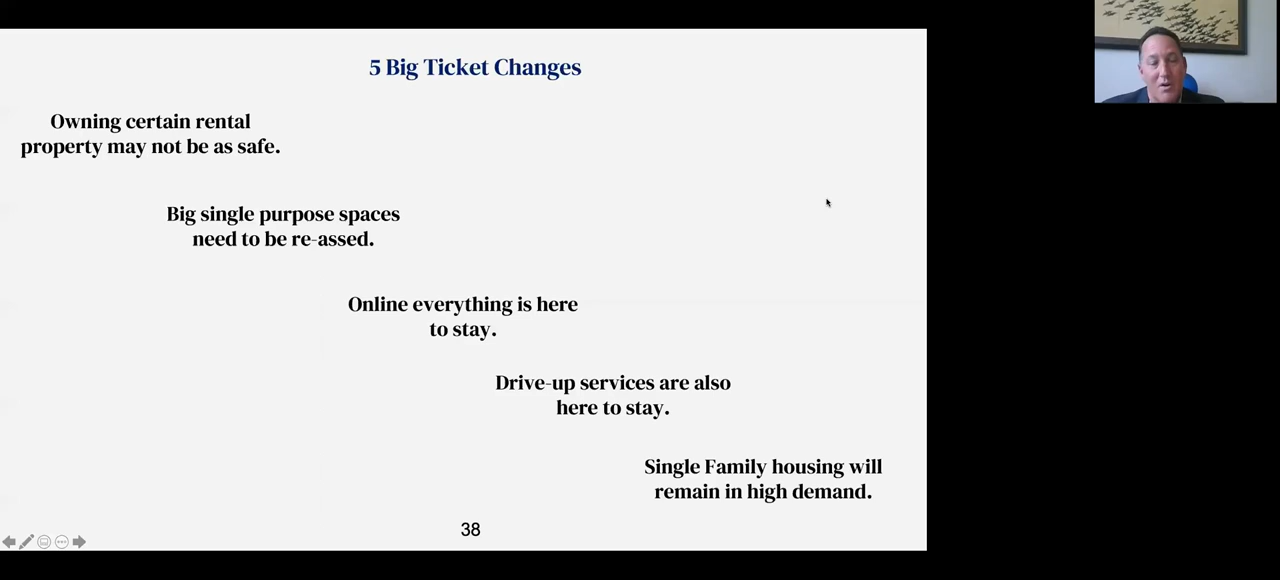 5 Big Ticket Changes
Owning certain rental
property may not be as safe.
Big single purpose spaces
need to be re-assed.
Online everything is here
to stay.
Drive-up services are also
here to stay.
Single Family housing will
remain in high demand.
38